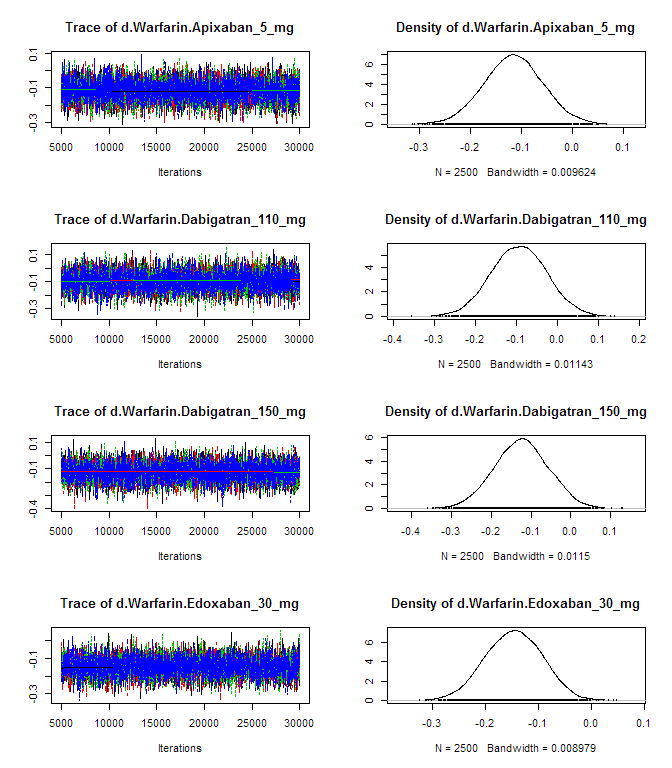 Trace of d.Warfarin.Apixaban_5_mg
0.1
-0.1
-0.3
5000 10000 15000 20000 25000 30000
Iterations
Density of d.Warfarin.Apixaban_5_mg
6
4
2
0
-0.3 -0.2 -0.1 0.0 0.1
N = 2500 Bandwidth = 0.009624
Trace of d.Warfarin.Dabigatran_110_mg
0.1
-0.1
-0.3
5000 10000 15000 20000 25000 30000
Iterations
Density of d.Warfarin.Dabigatran_110_mg
4
2
0
-0.4 -0.3 -0.2 -0.1 0.0 0.1 0.2
N = 2500 Bandwidth = 0.01143
Trace of d.Warfarin.Dabigatran_150_mg
0.1
-0.1
-0.4
5000 10000 15000 20000 25000 30000
Iterations
Density of d.Warfarin.Dabigatran_150_mg
6
4
2
0
-0.4 -0.3 -0.2 -0.1 0.0 0.1
N = 2500 Bandwidth = 0.0115
Trace of d.Warfarin.Edoxaban_30_mg
-0.1
-0.3
5000 10000 15000 20000 25000 30000
Iterations
Density of d.Warfarin.Edoxaban_30_mg
6
4
2
0
-0.3 -0.2 -0.1 0.0 0.1
N = 2500 Bandwidth = 0.008979